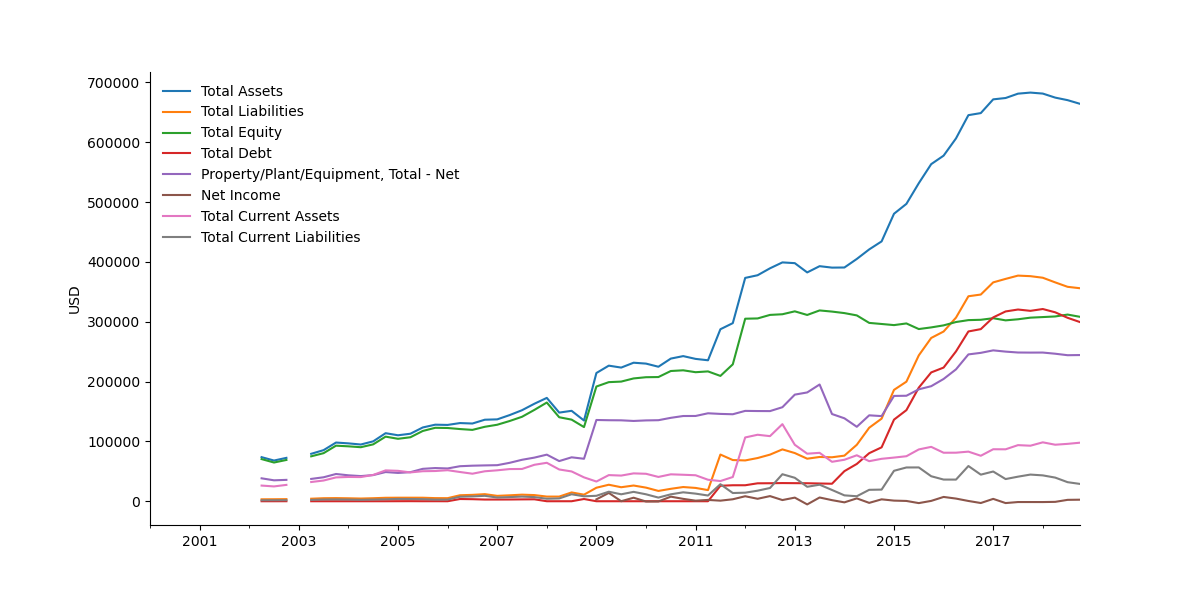 700000
600000
500000
400000
300000
200000
100000
0
USD
Total Assets
Total Liabilities
Total Equity
Total Debt
Property/Plant/Equipment, Total - Net
Net Income
Total Current Assets
Total Current Liabilities
2001 2003 2005 2007 2009 2011 2013 2015 2017